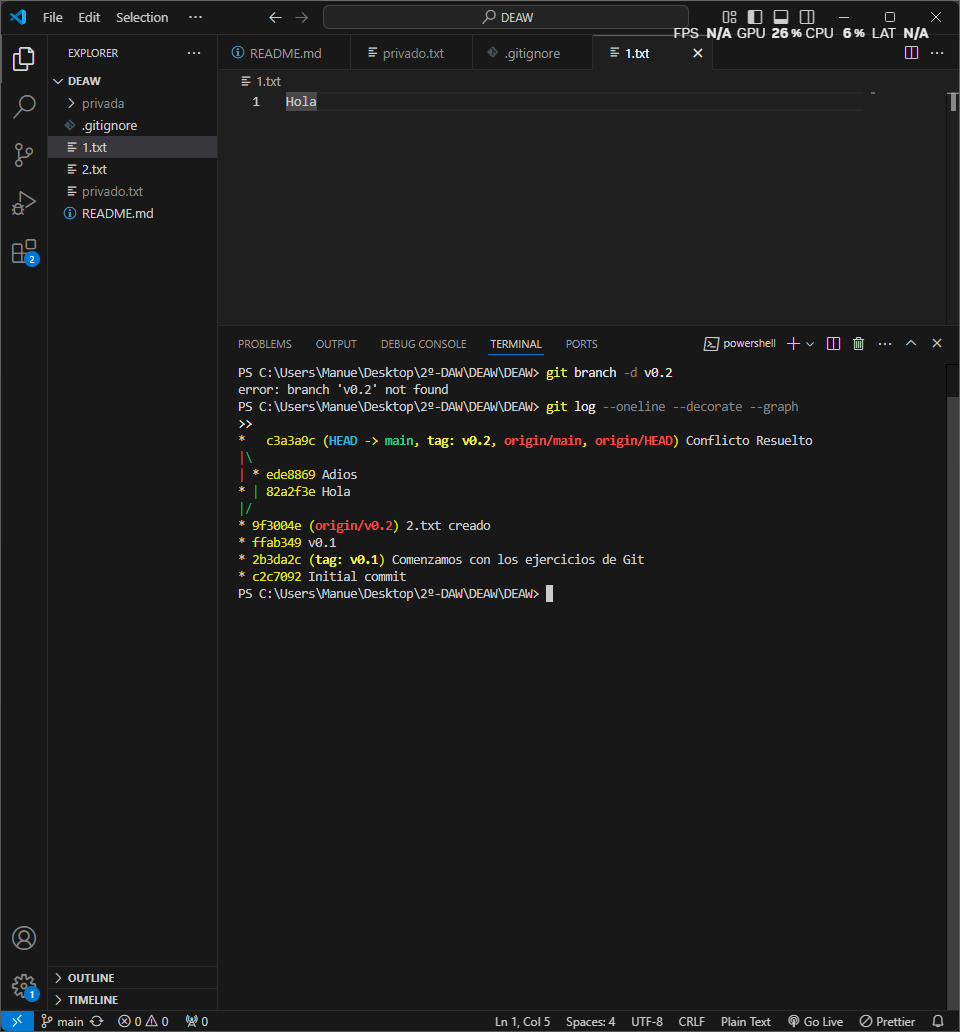 File Edit Selection ··· DEAW
FPS N/A GPU 26 % CPU 6 % LAT N/A
EXPLORER ···
DEAW
privada
.gitignore
1.txt
2.txt
privado.txt
README.md
README.md privado.txt .gitignore 1.txt
1.txt
1 Hola
PROBLEMS OUTPUT DEBUG CONSOLE TERMINAL PORTS powershell
PS C:\Users\Manue\Desktop\2º-DAW\DEAW\DEAW> git branch -d v0.2
error: branch 'v0.2' not found
PS C:\Users\Manue\Desktop\2º-DAW\DEAW\DEAW> git log --oneline --decorate --graph
>>
*   c3a3a9c (HEAD -> main, tag: v0.2, origin/main, origin/HEAD) Conflicto Resuelto
|\
| * ede8869 Adios
* | 82a2f3e Hola
|/
* 9f3004e (origin/v0.2) 2.txt creado
* ffab349 v0.1
* 2b3da2c (tag: v0.1) Comenzamos con los ejercicios de Git
* c2c7092 Initial commit
PS C:\Users\Manue\Desktop\2º-DAW\DEAW\DEAW>
2
1
OUTLINE
TIMELINE
main 0 0 0 Ln 1, Col 5 Spaces: 4 UTF-8 CRLF Plain Text Go Live Prettier